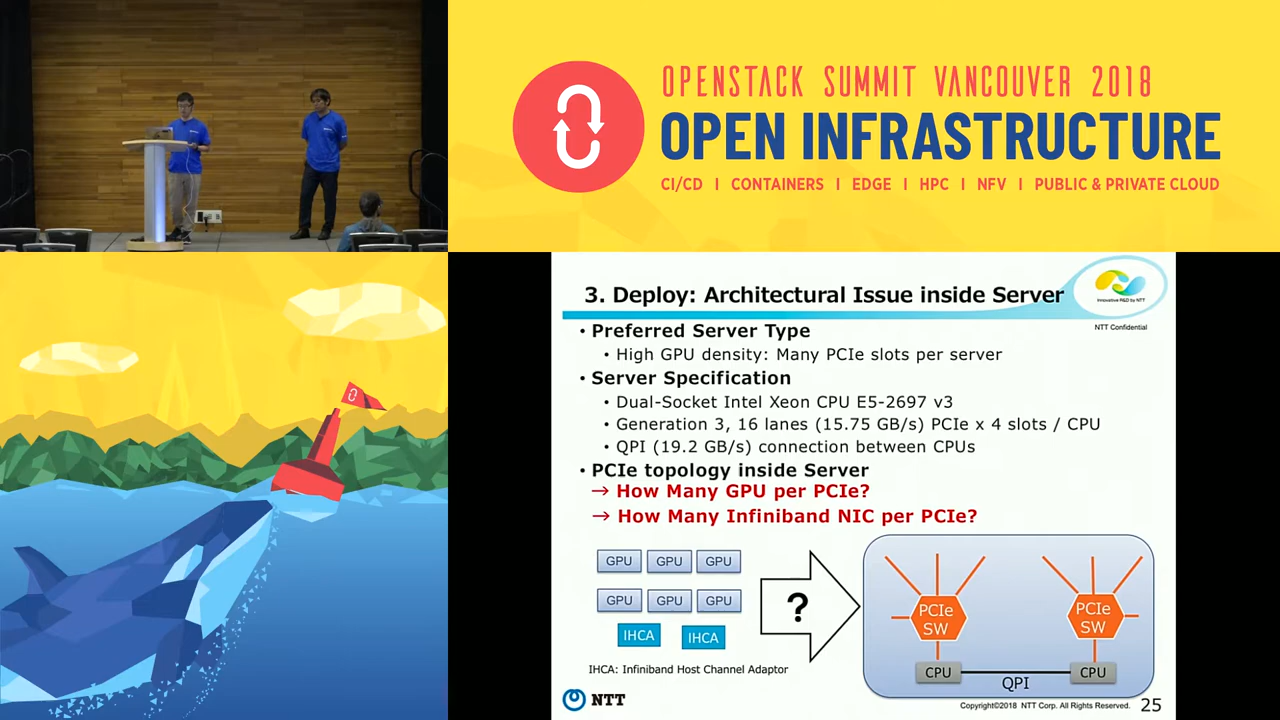 OPENSTACK SUMMIT VANCOUVER 2018
OPEN INFRASTRUCTURE
CI/CD | CONTAINERS | EDGE | HPC | NFV | PUBLIC & PRIVATE CLOUD
3. Deploy: Architectural Issue inside Server
Innovative R&D by NTT
NTT Confidential
• Preferred Server Type
• High GPU density: Many PCIe slots per server
• Server Specification
• Dual-Socket Intel Xeon CPU E5-2697 v3
• Generation 3, 16 lanes (15.75 GB/s) PCIe x 4 slots / CPU
• QPI (19.2 GB/s) connection between CPUs
• PCIe topology inside Server
→ How Many GPU per PCIe?
→ How Many Infiniband NIC per PCIe?
GPU GPU GPU
GPU GPU GPU
IHCA IHCA
?
PCIe
SW
PCIe
SW
CPU
CPU
QPI
IHCA: Infiniband Host Channel Adaptor
NTT
Copyright©2018 NTT Corp. All Rights Reserved.
25